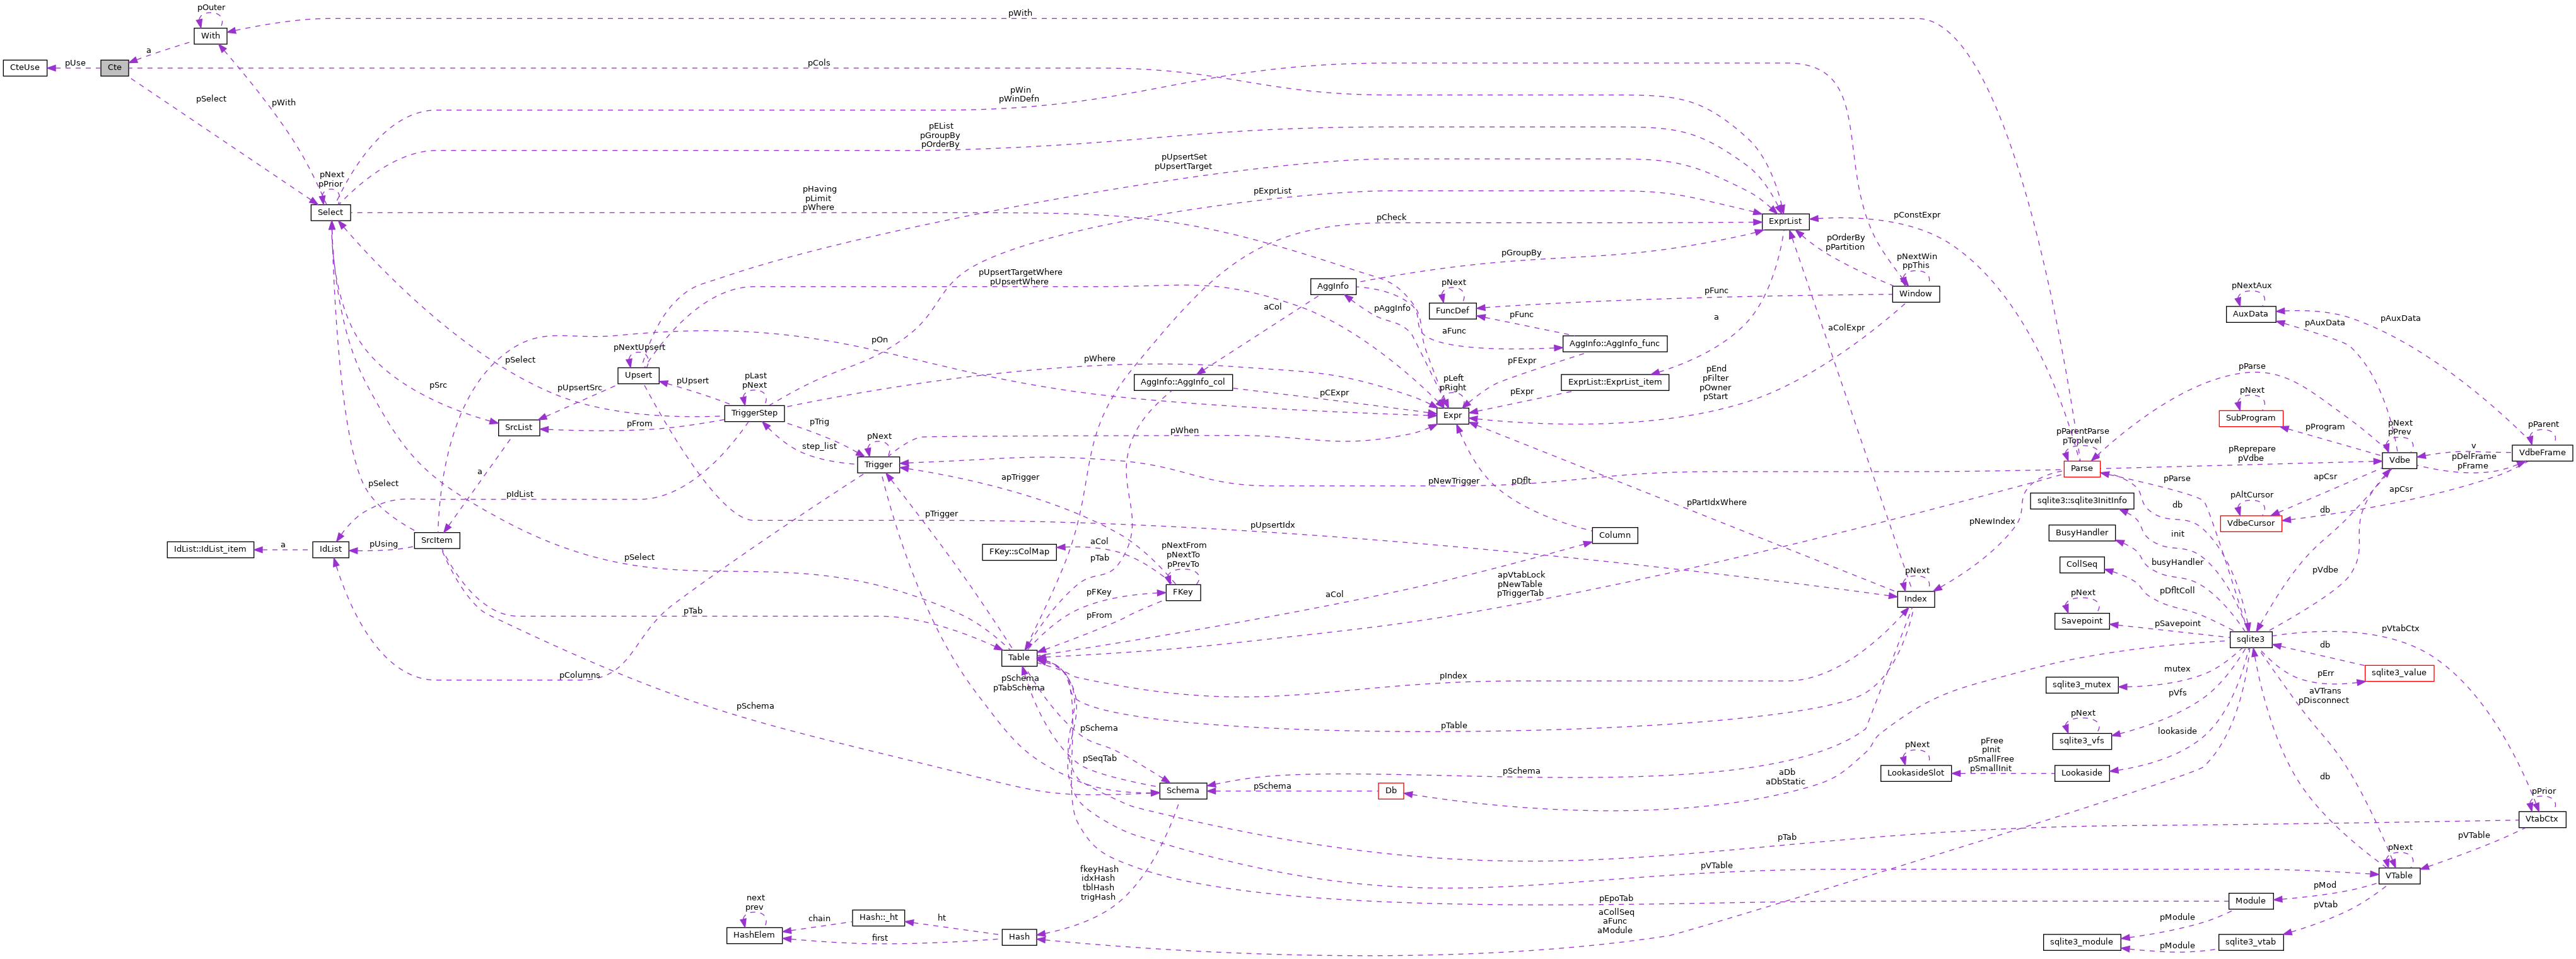 pOuter
pWith
With
a
CteUse
pUse
Cte
pCols
pWin
pWinDefn
pSelect
pWith
pEList
pGroupBy
pOrderBy
pUpsertSet
pUpsertTarget
pNext
pPrior
pHaving
pLimit
pWhere
pExprList
Select
pCheck
ExprList
pConstExpr
pOrderBy
pPartition
pGroupBy
pNextWin
ppThis
pUpsertTargetWhere
pUpsertWhere
AggInfo
pNext
pFunc
Window
pNextAux
aCol
pAggInfo
FuncDef
pFunc
a
AuxData
pAuxData
pAuxData
aFunc
aColExpr
pOn
AggInfo::AggInfo_func
pNextUpsert
pSelect
pWhere
pFExpr
pParse
Upsert
pUpsert
pLast
pNext
AggInfo::AggInfo_col
pLeft
pRight
ExprList::ExprList_item
pEnd
pFilter
pOwner
pStart
pSrc
pUpsertSrc
pCExpr
pExpr
pNext
TriggerStep
Expr
SubProgram
SrcList
pFrom
pTrig
pWhen
pProgram
pNext
pPrev
pParent
pNext
step_list
pParentParse
pToplevel
pReprepare
pVdbe
v
VdbeFrame
Trigger
Parse
Vdbe
pDelFrame
pFrame
a
apTrigger
pNewTrigger
pDflt
pParse
apCsr
pSelect
pIdList
apCsr
pAltCursor
sqlite3::sqlite3InitInfo
pPartIdxWhere
db
db
pTrigger
pUpsertIdx
pNewIndex
VdbeCursor
BusyHandler
init
Column
SrcItem
IdList::IdList_item
a
IdList
pUsing
FKey::sColMap
aCol
pNextFrom
pNextTo
pPrevTo
pTab
CollSeq
busyHandler
pSelect
pNext
pVdbe
apVtabLock
pNewTable
pTriggerTab
pFKey
FKey
aCol
Index
pNext
pDfltColl
pTab
pFrom
Savepoint
pSavepoint
pVtabCtx
sqlite3
db
Table
pColumns
pSchema
pTabSchema
pIndex
mutex
pErr
sqlite3_value
sqlite3_mutex
pVfs
aVTrans
pDisconnect
pSchema
pSchema
pTable
pNext
lookaside
sqlite3_vfs
pNext
pFree
pInit
pSmallFree
pSmallInit
pSeqTab
pSchema
aDb
aDbStatic
LookasideSlot
Lookaside
db
Schema
pSchema
Db
pPrior
VtabCtx
pTab
pVTable
pNext
pVTable
VTable
fkeyHash
idxHash
tblHash
trigHash
pMod
next
prev
pEpoTab
Module
pVtab
HashElem
chain
Hash::_ht
ht
aCollSeq
aFunc
aModule
pModule
first
Hash
sqlite3_module
pModule
sqlite3_vtab